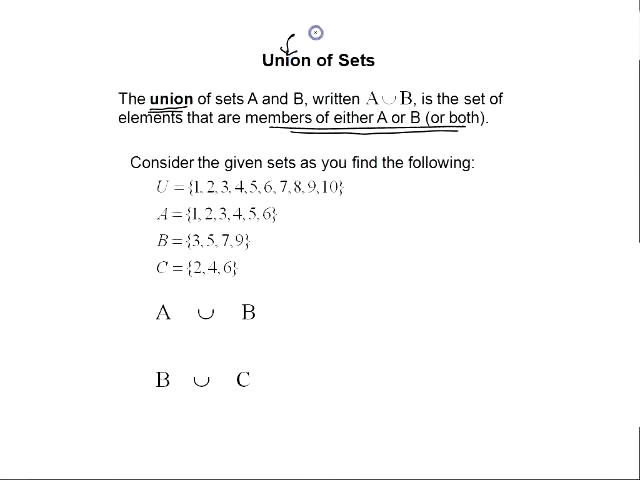 Union of Sets
The union of sets A and B, written A ∪ B, is the set of
elements that are members of either A or B (or both).
Consider the given sets as you find the following:
U = {1, 2, 3, 4, 5, 6, 7, 8, 9, 10}
A = {1, 2, 3, 4, 5, 6}
B = {3, 5, 7, 9}
C = {2, 4, 6}
A ∪ B
B ∪ C